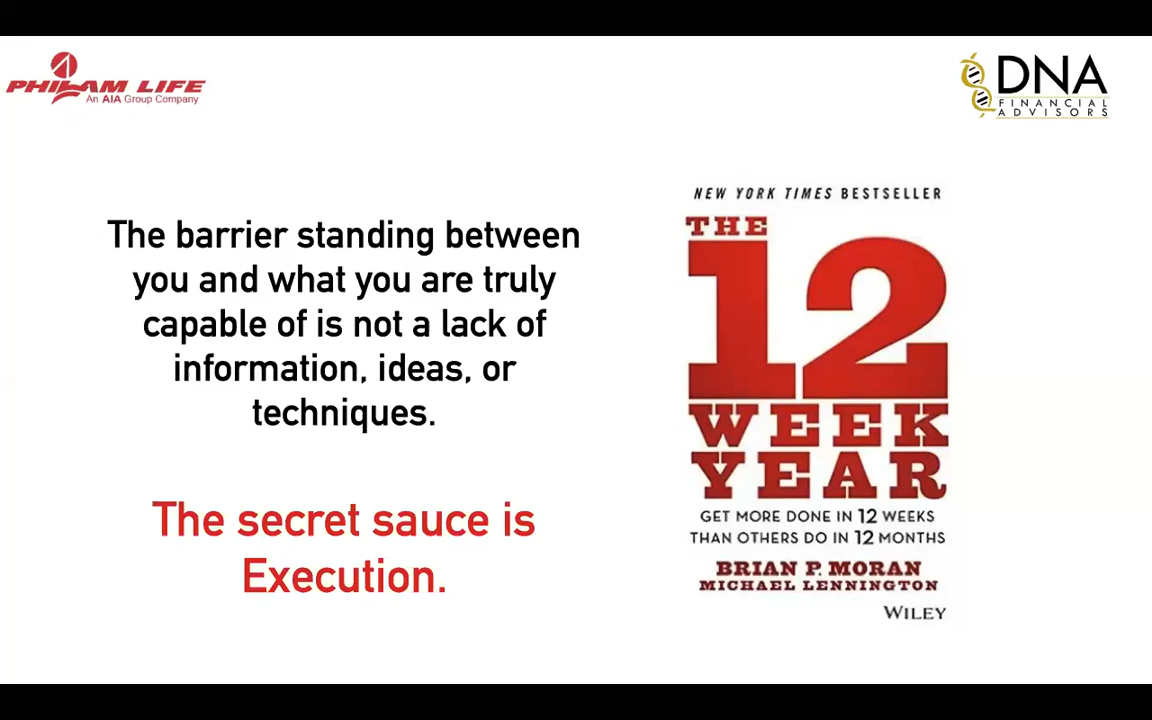 PHILAM LIFE
An AIA Group Company
DNA
FINANCIAL
ADVISORS
The barrier standing between
you and what you are truly
capable of is not a lack of
information, ideas, or
techniques.
The secret sauce is
Execution.
NEW YORK TIMES BESTSELLER
THE
12
WEEK
YEAR
GET MORE DONE IN 12 WEEKS
THAN OTHERS DO IN 12 MONTHS
BRIAN P. MORAN
MICHAEL LENNINGTON
WILEY